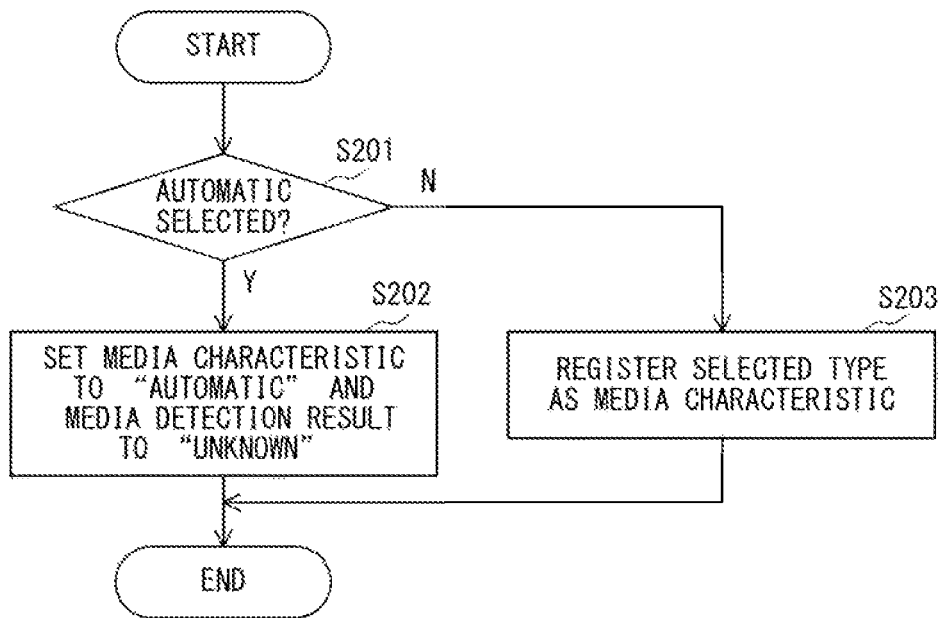 START
S201
AUTOMATIC
SELECTED?
N
Y
S202
SET MEDIA CHARACTERISTIC
TO “AUTOMATIC” AND
MEDIA DETECTION RESULT
TO “UNKNOWN”
S203
REGISTER SELECTED TYPE
AS MEDIA CHARACTERISTIC
END